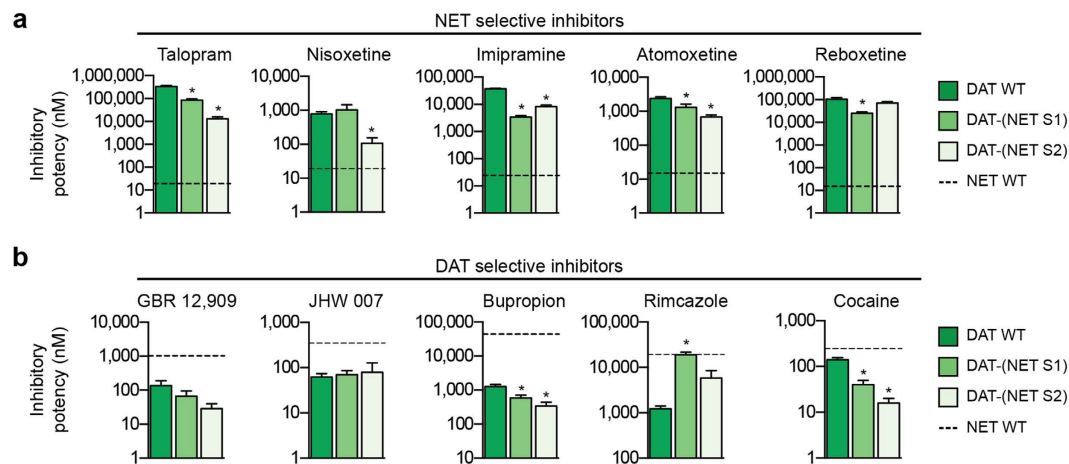 a
NET selective inhibitors
Talopram
Nisoxetine
Imipramine
Atomoxetine
Reboxetine
Inhibitory
potency (nM)
1,000,000
100,000
10,000
1,000
100
10
1
*
*
10,000
1,000
100
10
1
*
100,000
10,000
1,000
100
10
1
*
*
10,000
1,000
100
10
1
*
*
1,000,000
100,000
10,000
1,000
100
10
1
*
DAT WT
DAT-(NET S1)
DAT-(NET S2)
NET WT
b
DAT selective inhibitors
GBR 12,909
JHW 007
Bupropion
Rimcazole
Cocaine
Inhibitory
potency (nM)
10,000
1,000
100
10
1
1,000
100
10
1
100,000
10,000
1,000
100
10
*
*
100,000
10,000
1,000
100
*
1,000
100
10
1
*
*
DAT WT
DAT-(NET S1)
DAT-(NET S2)
NET WT